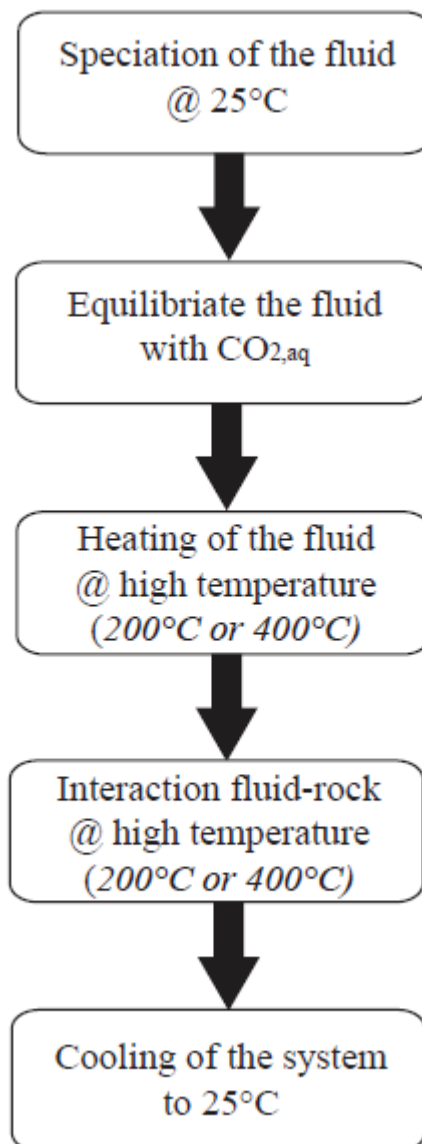 Speciation of the fluid
@ 25°C
Equilibriate the fluid
with CO2,aq
Heating of the fluid
@ high temperature
(200°C or 400°C)
Interaction fluid-rock
@ high temperature
(200°C or 400°C)
Cooling of the system
to 25°C